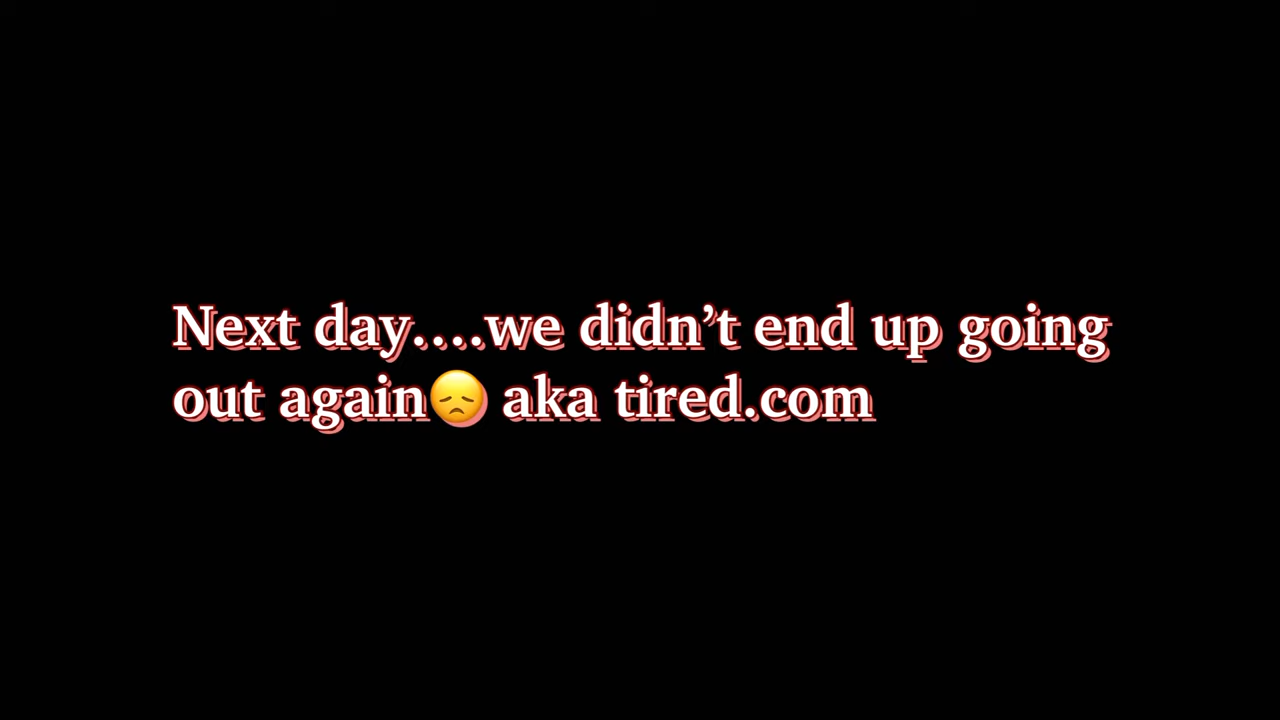 Next day....we didn’t end up going
out again😞 aka tired.com